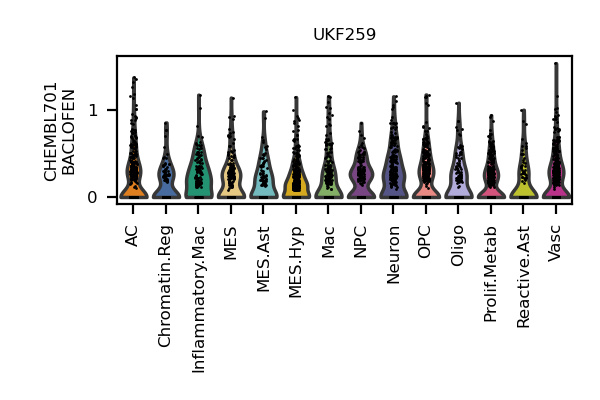 UKF259
CHEMBL701
BACLOFEN
1
0
AC
Chromatin.Reg
Inflammatory.Mac
MES
MES.Ast
MES.Hyp
Mac
NPC
Neuron
OPC
Oligo
Prolif.Metab
Reactive.Ast
Vasc